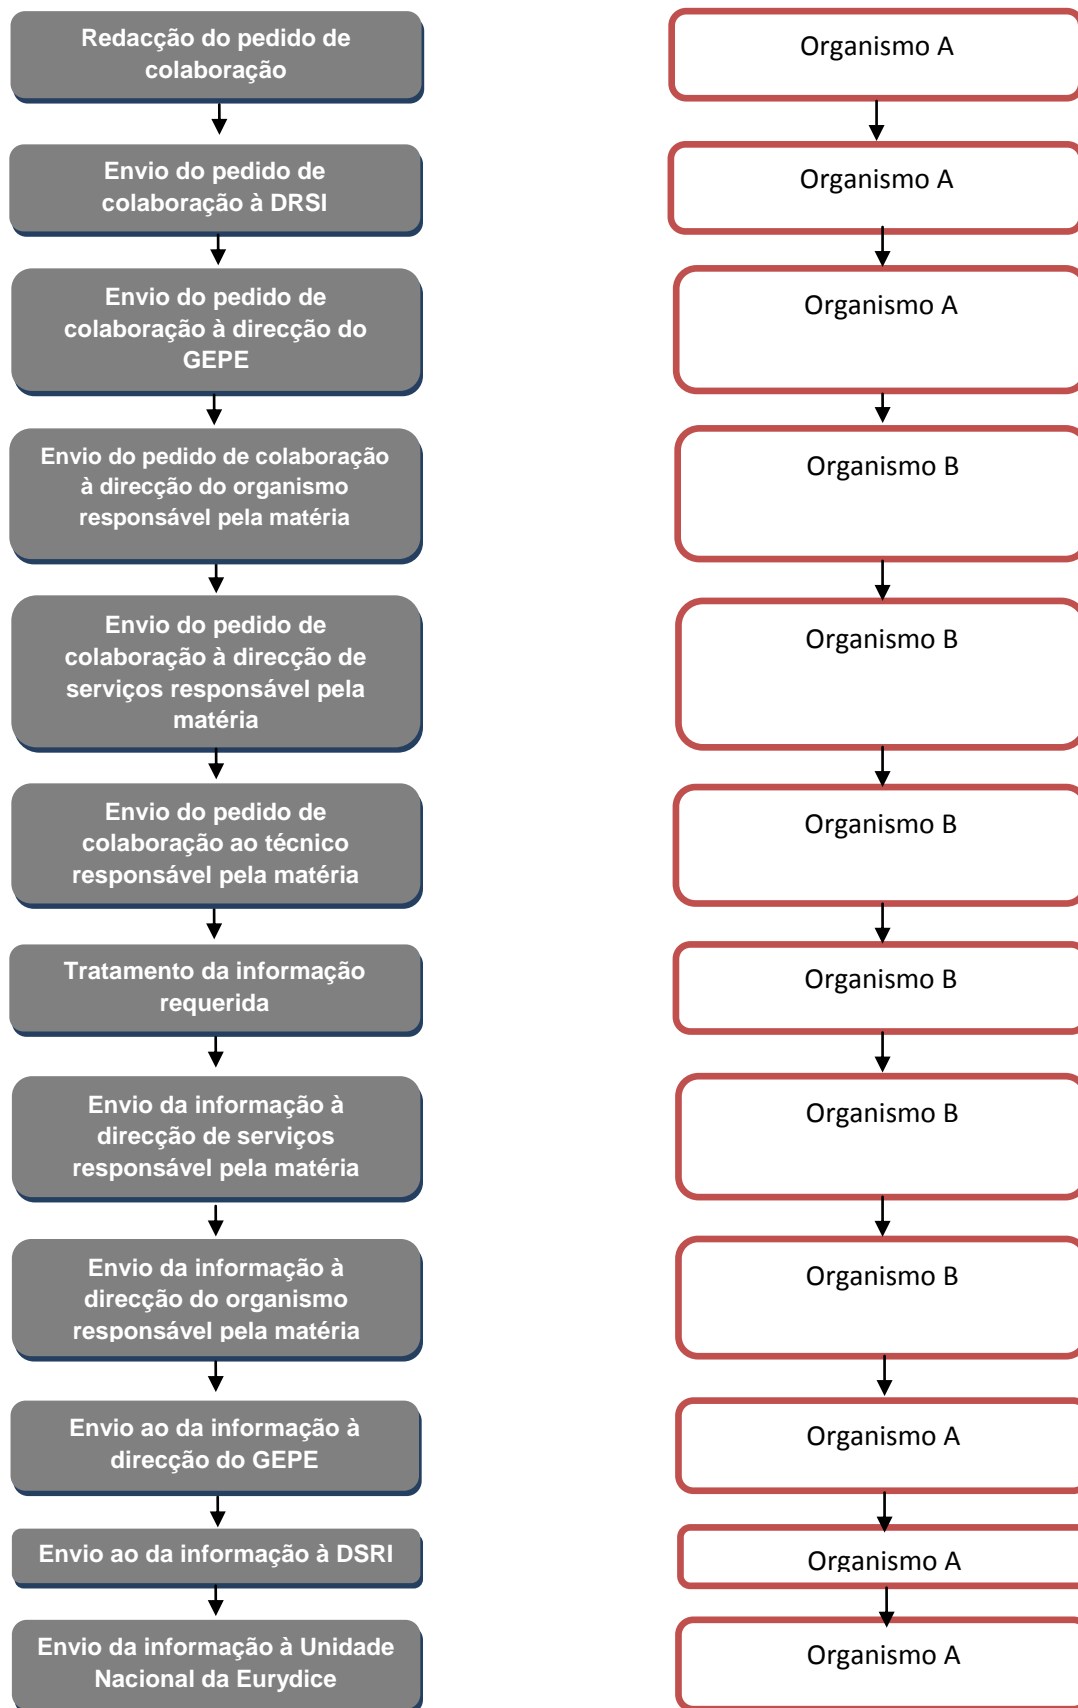 Redacção do pedido de
colaboração
Organismo A
Envio do pedido de
colaboração à DRSI
Organismo A
Envio do pedido de
colaboração à direcção do
GEPE
Organismo A
Envio do pedido de colaboração
à direcção do organismo
responsável pela matéria
Organismo B
Envio do pedido de
colaboração à direcção de
serviços responsável pela
matéria
Organismo B
Envio do pedido de
colaboração ao técnico
responsável pela matéria
Organismo B
Tratamento da informação
requerida
Organismo B
Envio da informação à
direcção de serviços
responsável pela matéria
Organismo B
Envio da informação à
direcção do organismo
responsável pela matéria
Organismo B
Envio ao da informação à
direcção do GEPE
Organismo A
Envio ao da informação à DSRI
Organismo A
Envio da informação à Unidade
Nacional da Eurydice
Organismo A